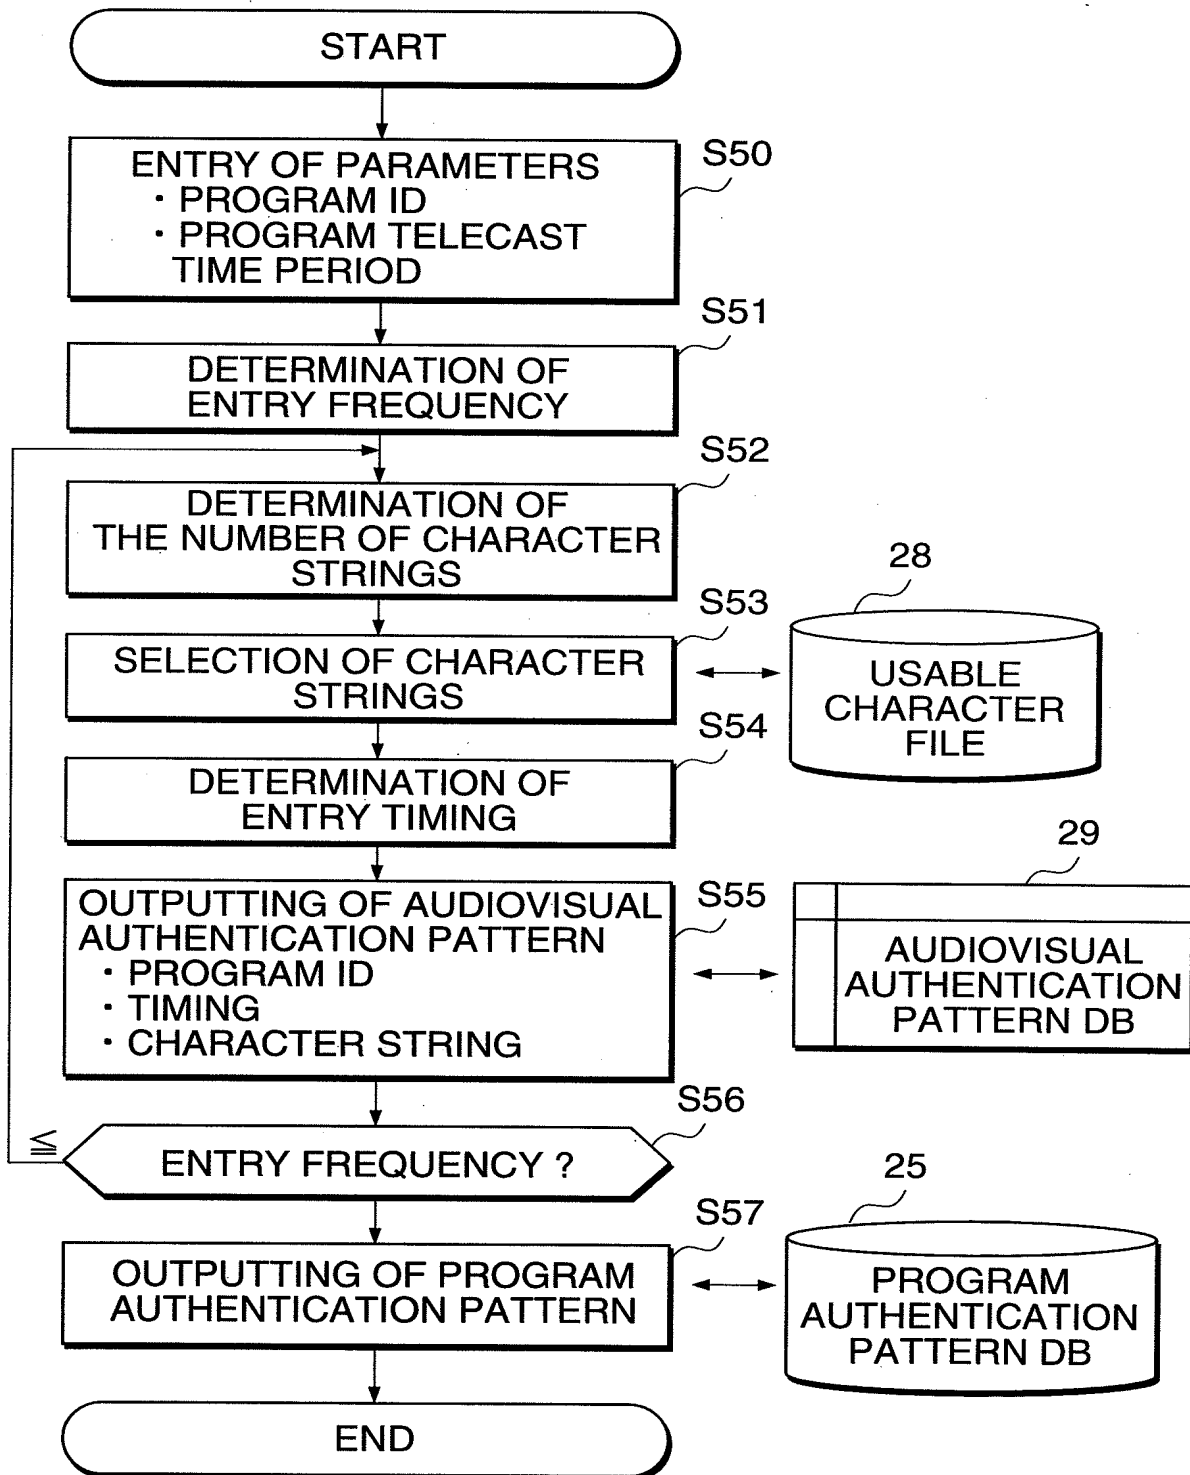 START
S50
ENTRY OF PARAMETERS
・PROGRAM ID
・PROGRAM TELECAST
TIME PERIOD
S51
DETERMINATION OF
ENTRY FREQUENCY
S52
DETERMINATION OF
THE NUMBER OF CHARACTER
STRINGS
S53
SELECTION OF CHARACTER
STRINGS
28
USABLE
CHARACTER
FILE
S54
DETERMINATION OF
ENTRY TIMING
S55
OUTPUTTING OF AUDIOVISUAL
AUTHENTICATION PATTERN
・PROGRAM ID
・TIMING
・CHARACTER STRING
29
AUDIOVISUAL
AUTHENTICATION
PATTERN DB
S56
≦
ENTRY FREQUENCY ?
S57
OUTPUTTING OF PROGRAM
AUTHENTICATION PATTERN
25
PROGRAM
AUTHENTICATION
PATTERN DB
END